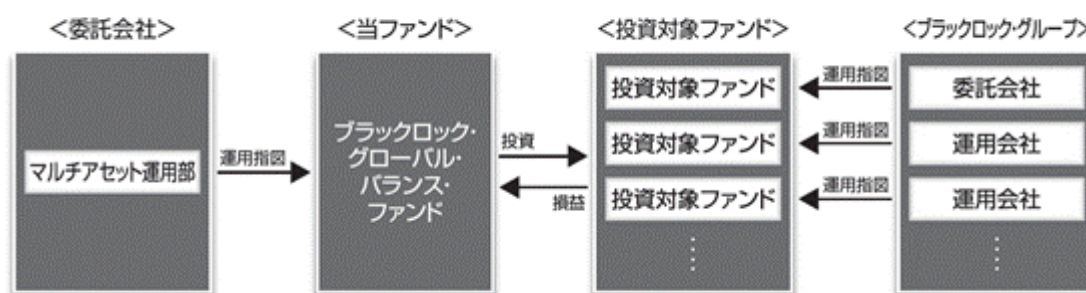 <委託会社>
マルチアセット運用部
運用指図
<当ファンド>
ブラックロック・
グローバル・
バランス・
ファンド
投資
損益
<投資対象ファンド>
投資対象ファンド
投資対象ファンド
投資対象ファンド
運用指図
運用指図
運用指図
<ブラックロック・グループ>
委託会社
運用会社
運用会社